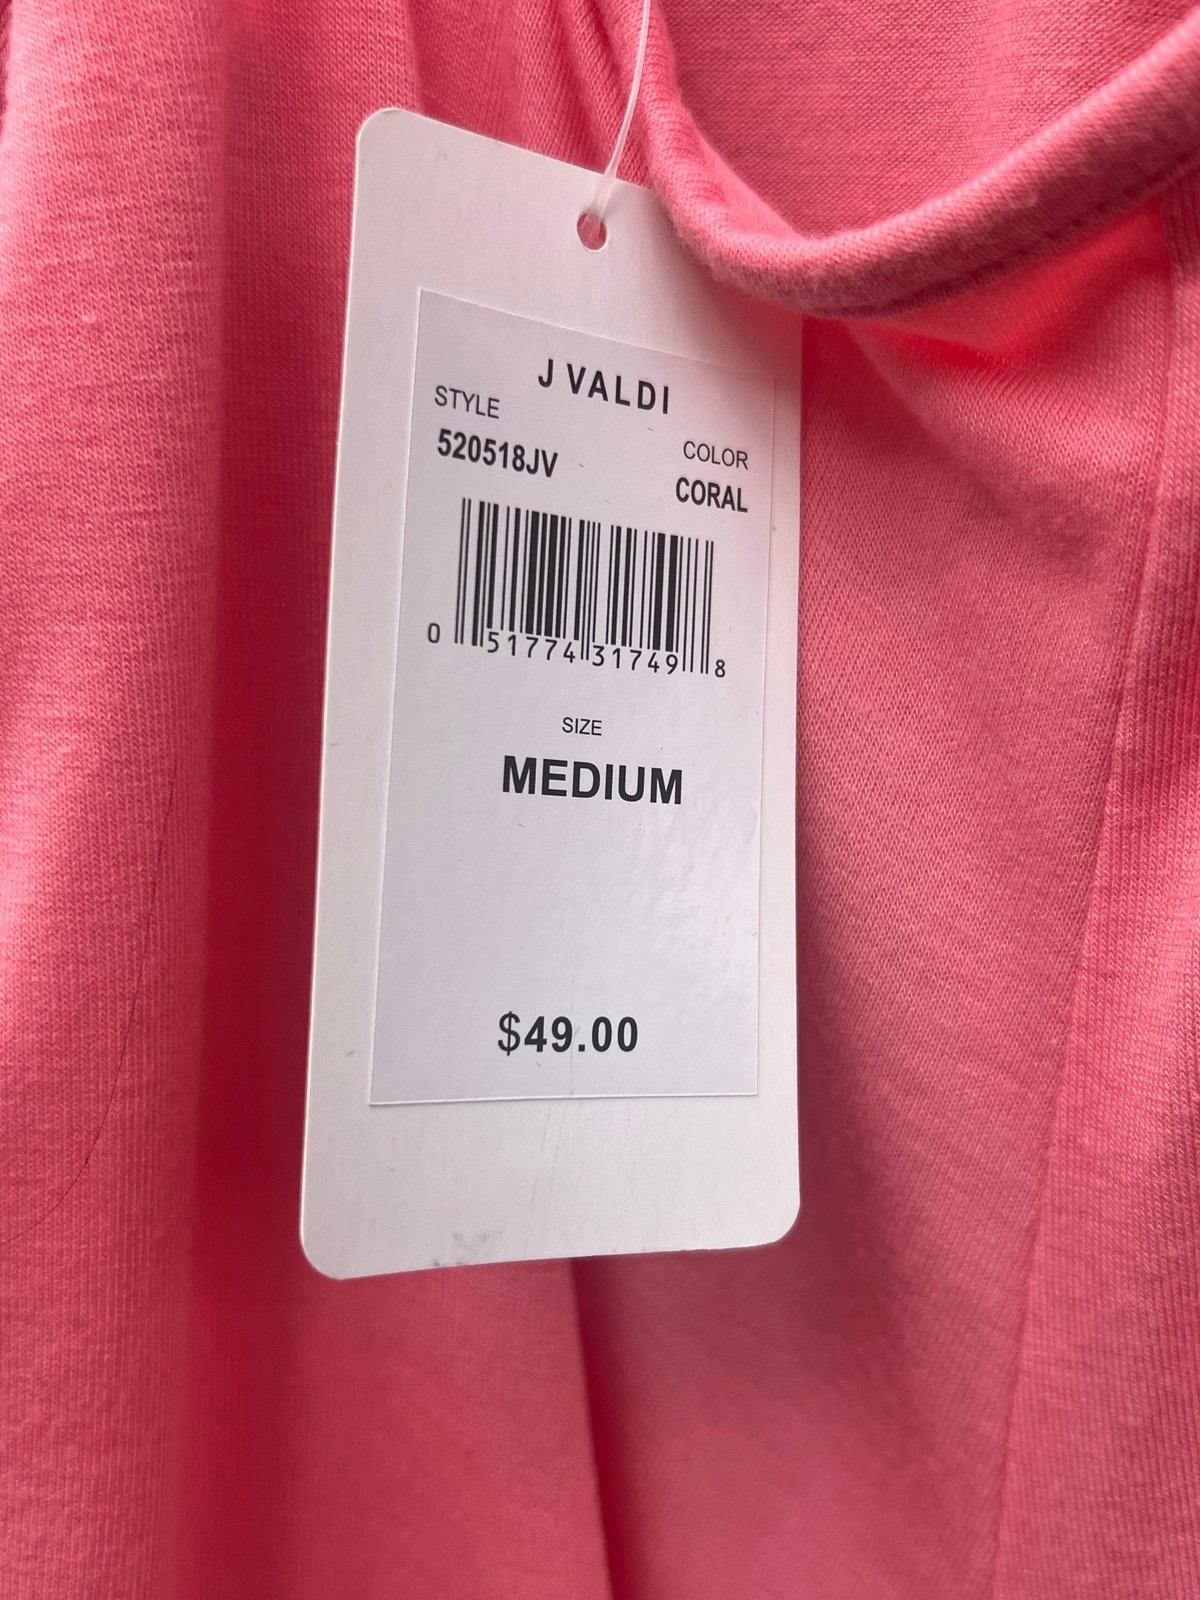 J VALDI
STYLE
520518JV
COLOR
CORAL
0 51774 31749 8
SIZE
MEDIUM
$49.00